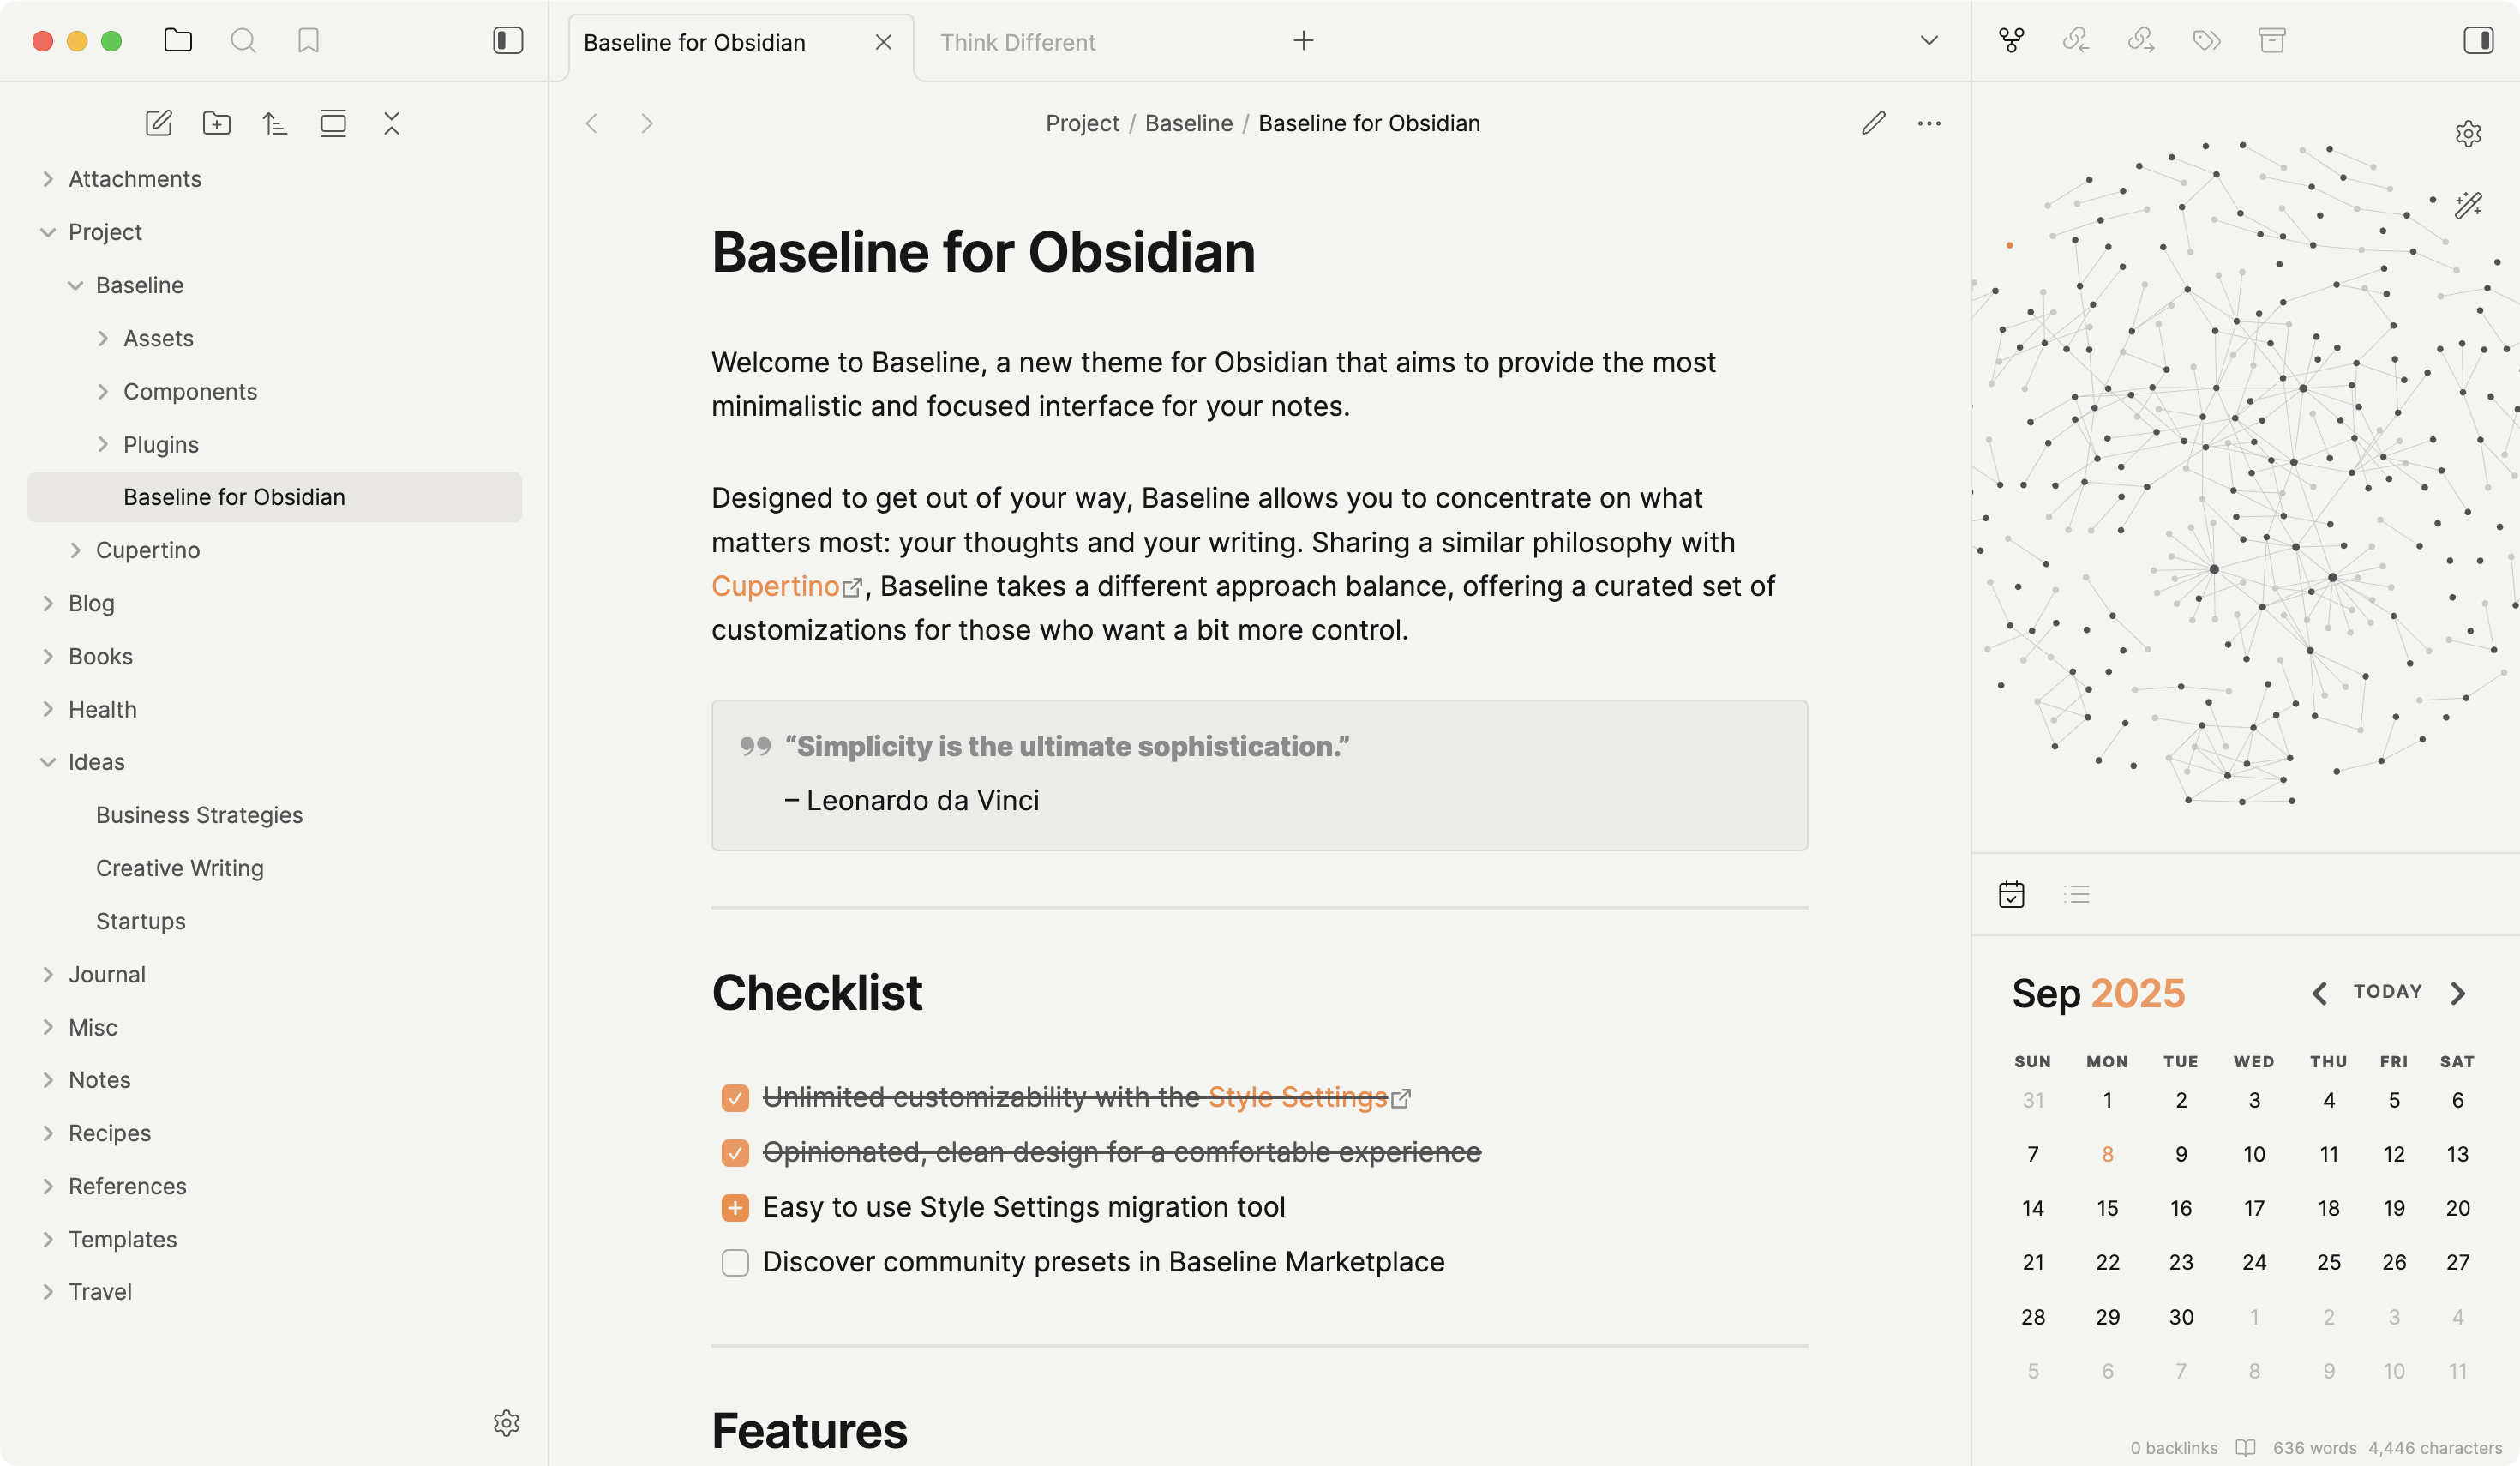 Baseline for Obsidian
Think Different
Attachments
Project
Baseline
Assets
Components
Plugins
Baseline for Obsidian
Cupertino
Blog
Books
Health
Ideas
Business Strategies
Creative Writing
Startups
Journal
Misc
Notes
Recipes
References
Templates
Travel
Project / Baseline / Baseline for Obsidian
Baseline for Obsidian
Welcome to Baseline, a new theme for Obsidian that aims to provide the most
minimalistic and focused interface for your notes.
Designed to get out of your way, Baseline allows you to concentrate on what
matters most: your thoughts and your writing. Sharing a similar philosophy with
Cupertino, Baseline takes a different approach balance, offering a curated set of
customizations for those who want a bit more control.
“Simplicity is the ultimate sophistication.”
– Leonardo da Vinci
Checklist
Unlimited customizability with the Style Settings
Opinionated, clean design for a comfortable experience
Easy to use Style Settings migration tool
Discover community presets in Baseline Marketplace
Features
Sep 2025
TODAY
SUN MON TUE WED THU FRI SAT
31 1 2 3 4 5 6
7 8 9 10 11 12 13
14 15 16 17 18 19 20
21 22 23 24 25 26 27
28 29 30 1 2 3 4
5 6 7 8 9 10 11
0 backlinks 636 words 4,446 characters